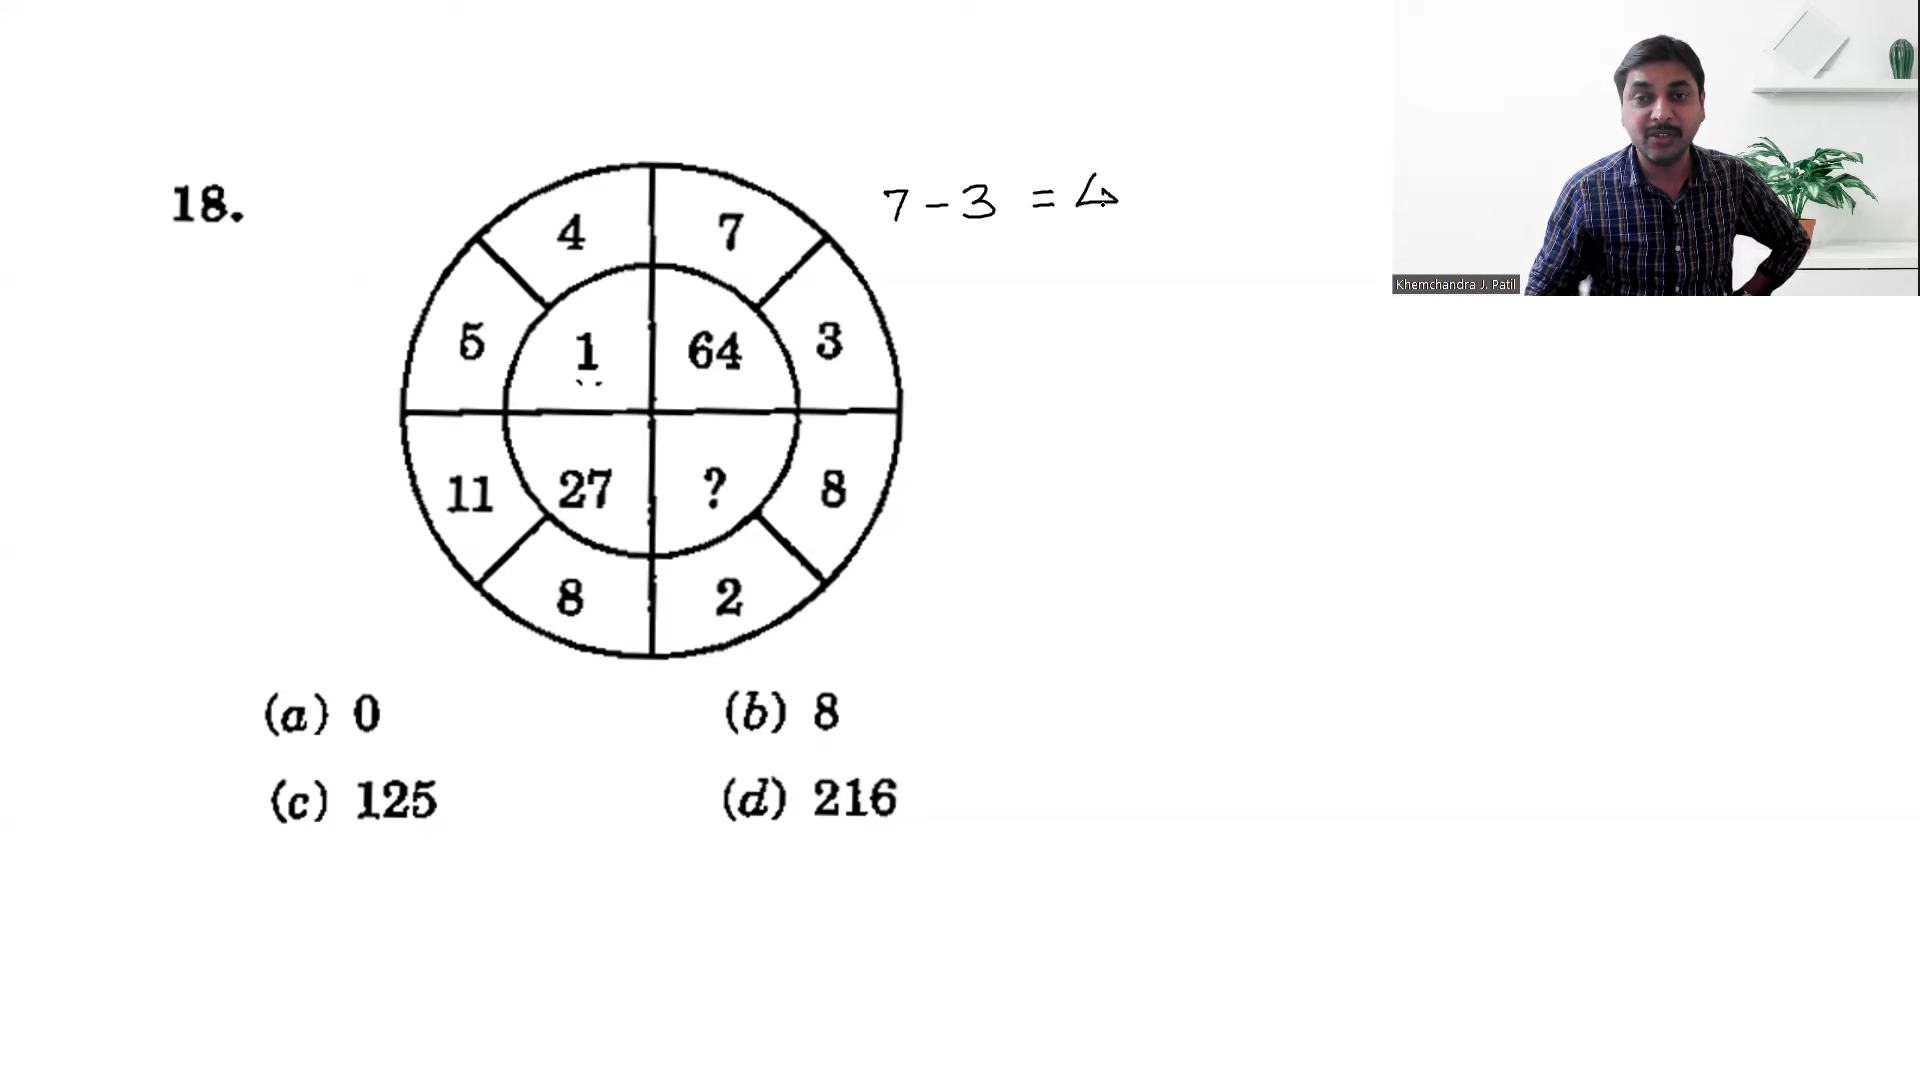 18.
4 7
7 - 3 = 4
5 1 64 3
11 27 ? 8
8 2
(a) 0 (b) 8
(c) 125 (d) 216
Khemchandra J. Patil